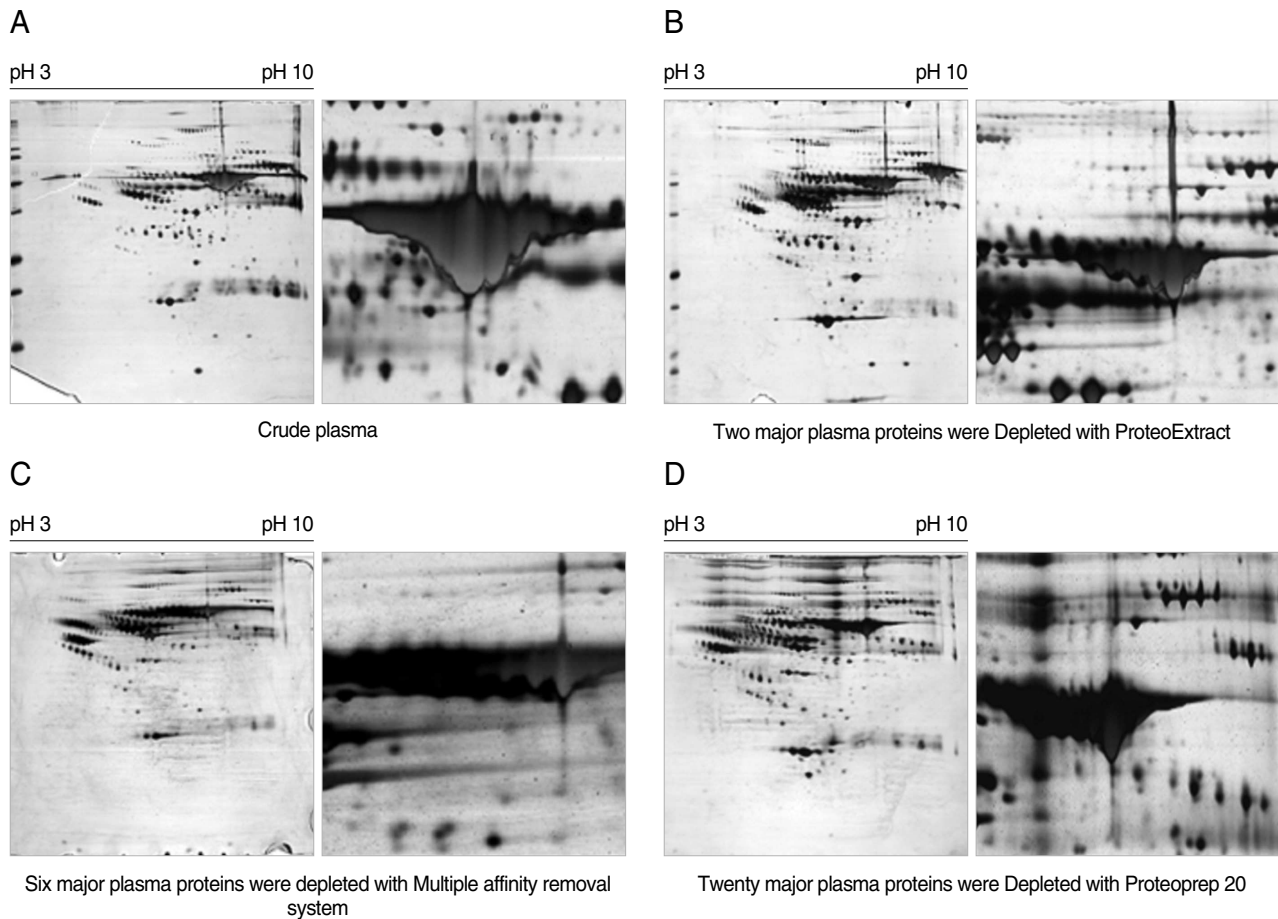 A
pH 3 pH 10
Crude plasma
B
pH 3 pH 10
Two major plasma proteins were Depleted with ProteoExtract
C
pH 3 pH 10
Six major plasma proteins were depleted with Multiple affinity removal
system
D
pH 3 pH 10
Twenty major plasma proteins were Depleted with Proteoprep 20